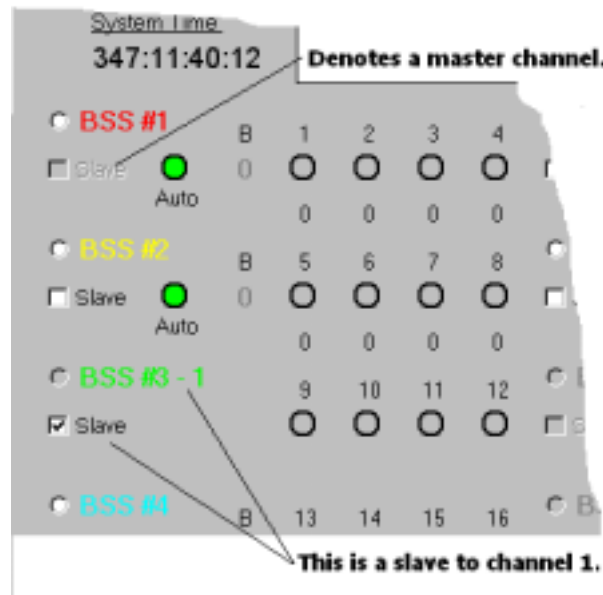 System Time
347:11:40:12
Denotes a master channel.
BSS #1
B 1 2 3 4
Slave 0
Auto
0 0 0 0
BSS #2
B 5 6 7 8
Slave 0
Auto
0 0 0 0
BSS #3 - 1
9 10 11 12
Slave
BSS #4
B 13 14 15 16
This is a slave to channel 1.